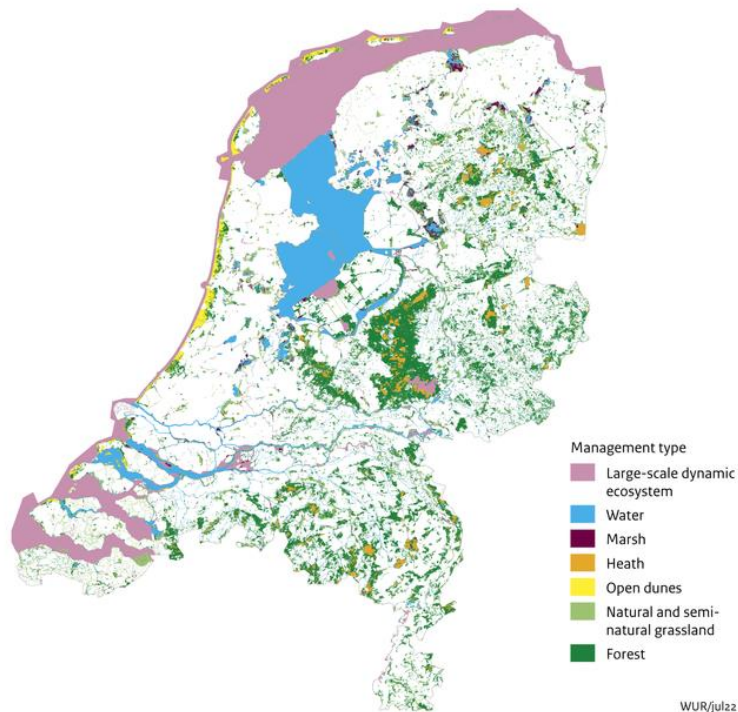 Management type
Large-scale dynamic
ecosystem
Water
Marsh
Heath
Open dunes
Natural and semi-
natural grassland
Forest
WUR/jul22